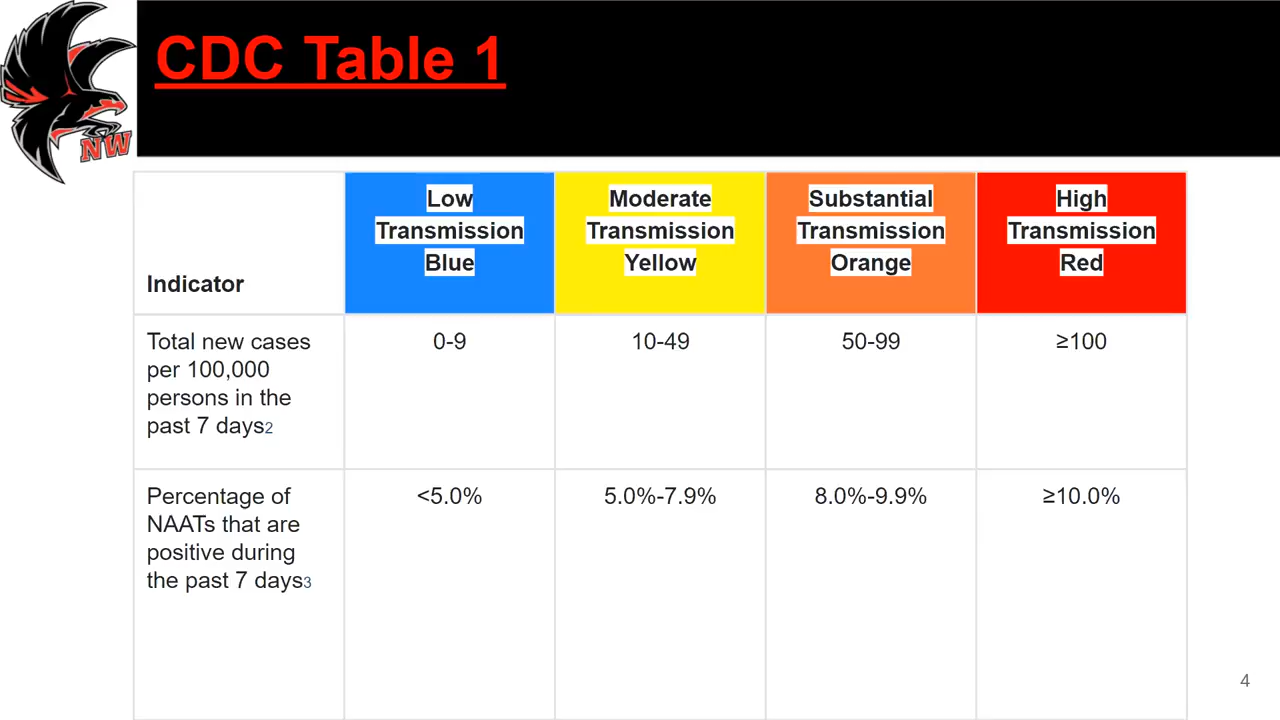 CDC Table 1
NW
Indicator
Low
Transmission
Blue
Moderate
Transmission
Yellow
Substantial
Transmission
Orange
High
Transmission
Red
Total new cases
per 100,000
persons in the
past 7 days2
0-9
10-49
50-99
≥100
Percentage of
NAATs that are
positive during
the past 7 days3
<5.0%
5.0%-7.9%
8.0%-9.9%
≥10.0%
4